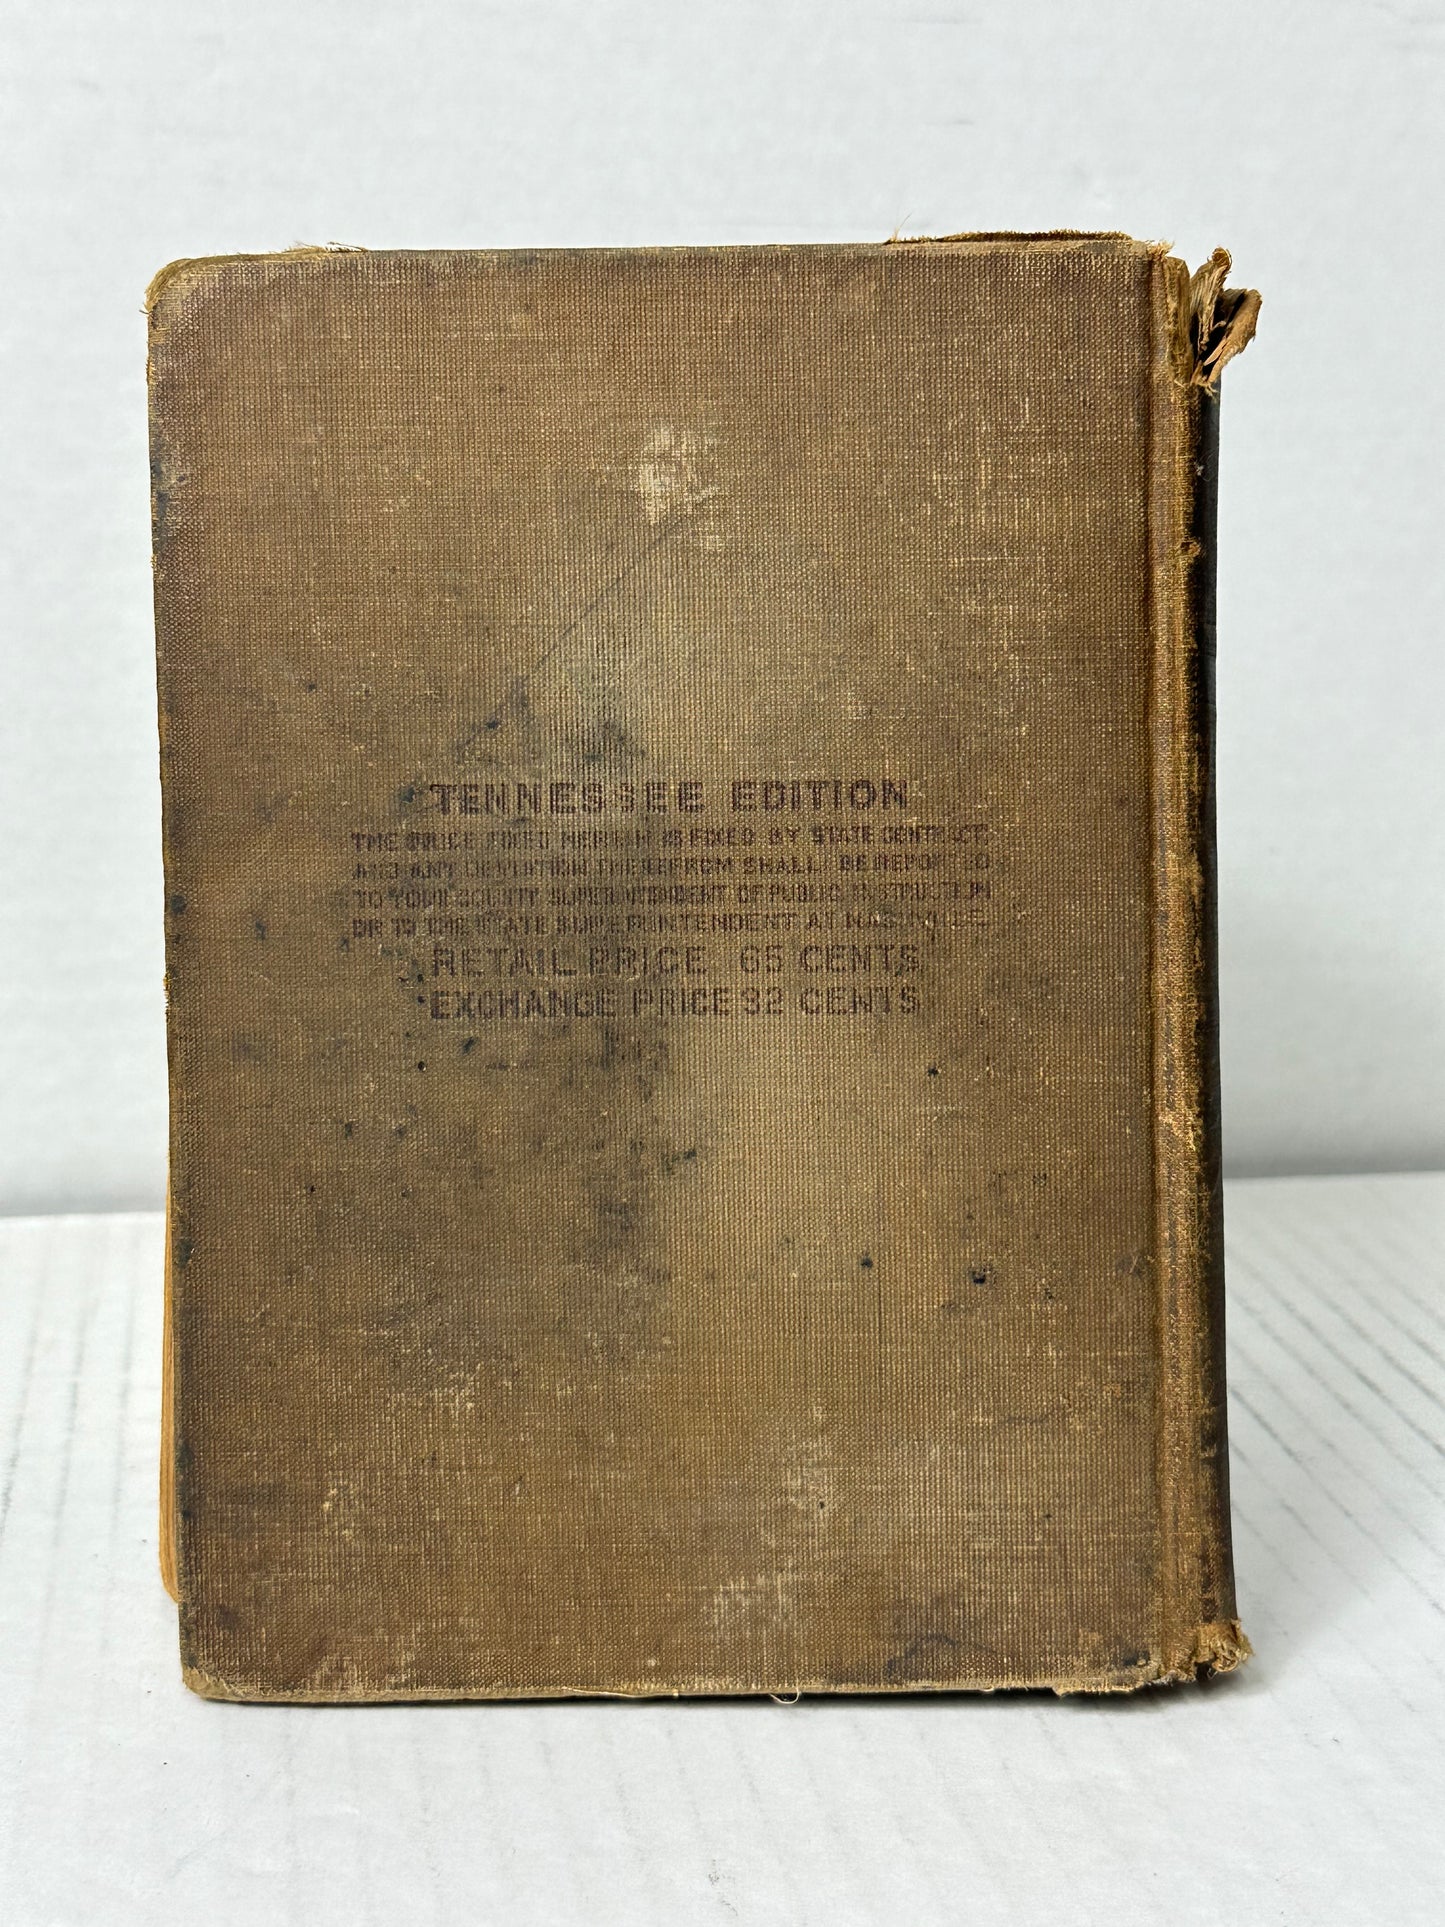 TENNESSEE EDITION
THE PRICE FIXED HEREIN IS FIXED BY STATE CONTRACT,
AND ANY DEVIATION THEREFROM SHALL BE REPORTED
TO YOUR COUNTY SUPERINTENDENT OF PUBLIC INSTRUCTION
OR TO THE STATE SUPERINTENDENT AT NASHVILLE.
RETAIL PRICE 65 CENTS
EXCHANGE PRICE 32 CENTS